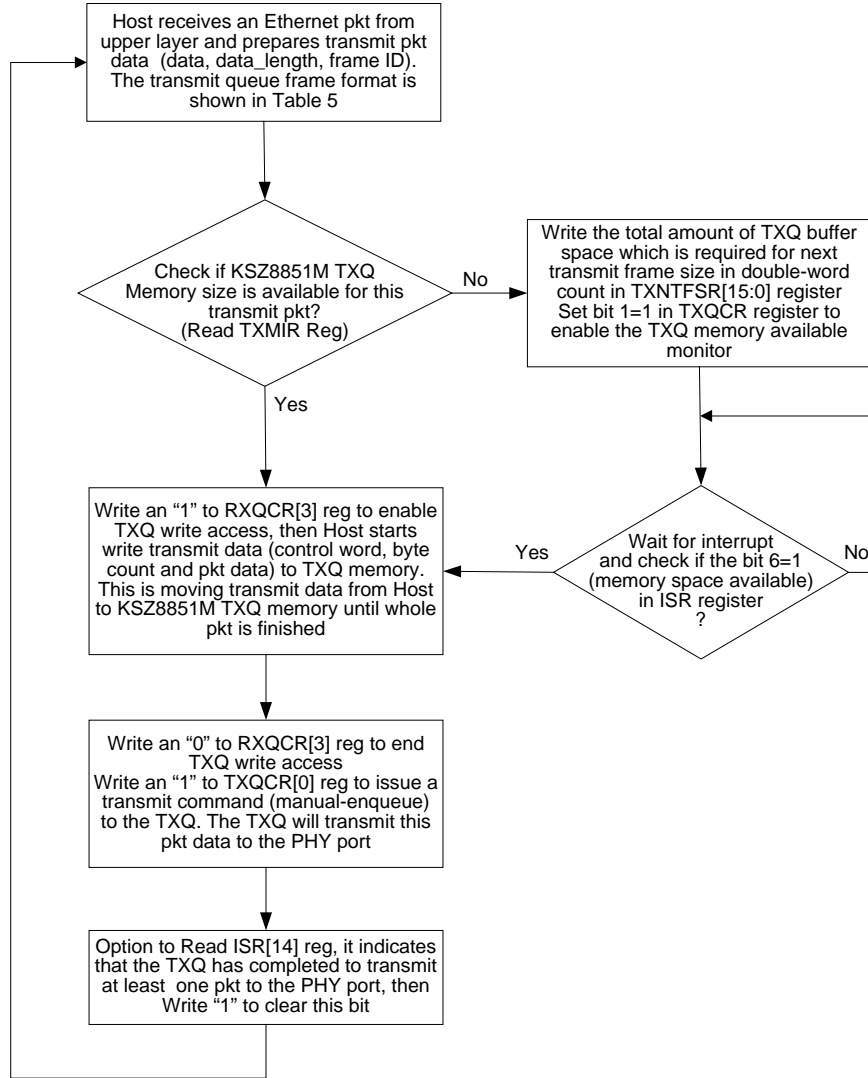 Host receives an Ethernet pkt from
upper layer and prepares transmit pkt
data (data, data_length, frame ID).
The transmit queue frame format is
shown in Table 5
Check if KSZ8851M TXQ
Memory size is available for this
transmit pkt?
(Read TXMIR Reg)
No
Yes
Write the total amount of TXQ buffer
space which is required for next
transmit frame size in double-word
count in TXNTFSR[15:0] register
Set bit 1=1 in TXQCR register to
enable the TXQ memory available
monitor
Write an “1” to RXQCR[3] reg to enable
TXQ write access, then Host starts
write transmit data (control word, byte
count and pkt data) to TXQ memory.
This is moving transmit data from Host
to KSZ8851M TXQ memory until whole
pkt is finished
Yes
Wait for interrupt
and check if the bit 6=1
(memory space available)
in ISR register
?
No
Write an “0” to RXQCR[3] reg to end
TXQ write access
Write an “1” to TXQCR[0] reg to issue a
transmit command (manual-enqueue)
to the TXQ. The TXQ will transmit this
pkt data to the PHY port
Option to Read ISR[14] reg, it indicates
that the TXQ has completed to transmit
at least one pkt to the PHY port, then
Write “1” to clear this bit